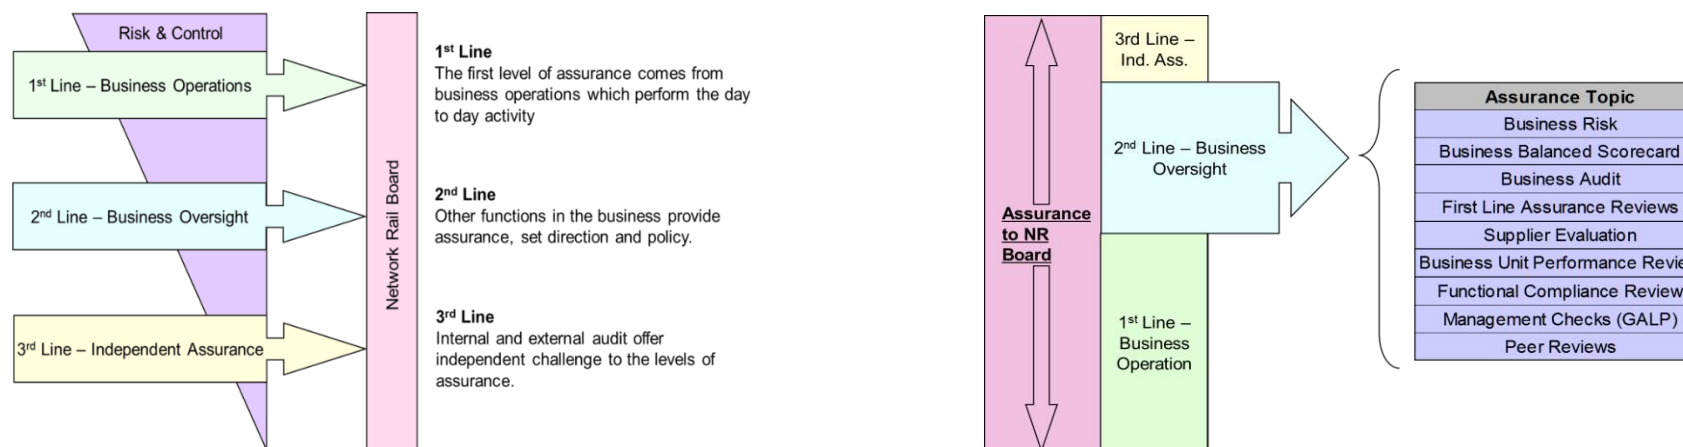 Risk & Control
1st Line – Business Operations
2nd Line – Business Oversight
3rd Line – Independent Assurance
Network Rail Board
1st Line
The first level of assurance comes from
business operations which perform the day
to day activity
2nd Line
Other functions in the business provide
assurance, set direction and policy.
3rd Line
Internal and external audit offer
independent challenge to the levels of
assurance.
Assurance
to NR
Board
3rd Line –
Ind. Ass.
2nd Line – Business
Oversight
1st Line –
Business
Operation
Assurance Topic
Business Risk
Business Balanced Scorecard
Business Audit
First Line Assurance Reviews
Supplier Evaluation
Business Unit Performance Revie
Functional Compliance Review
Management Checks (GALP)
Peer Reviews